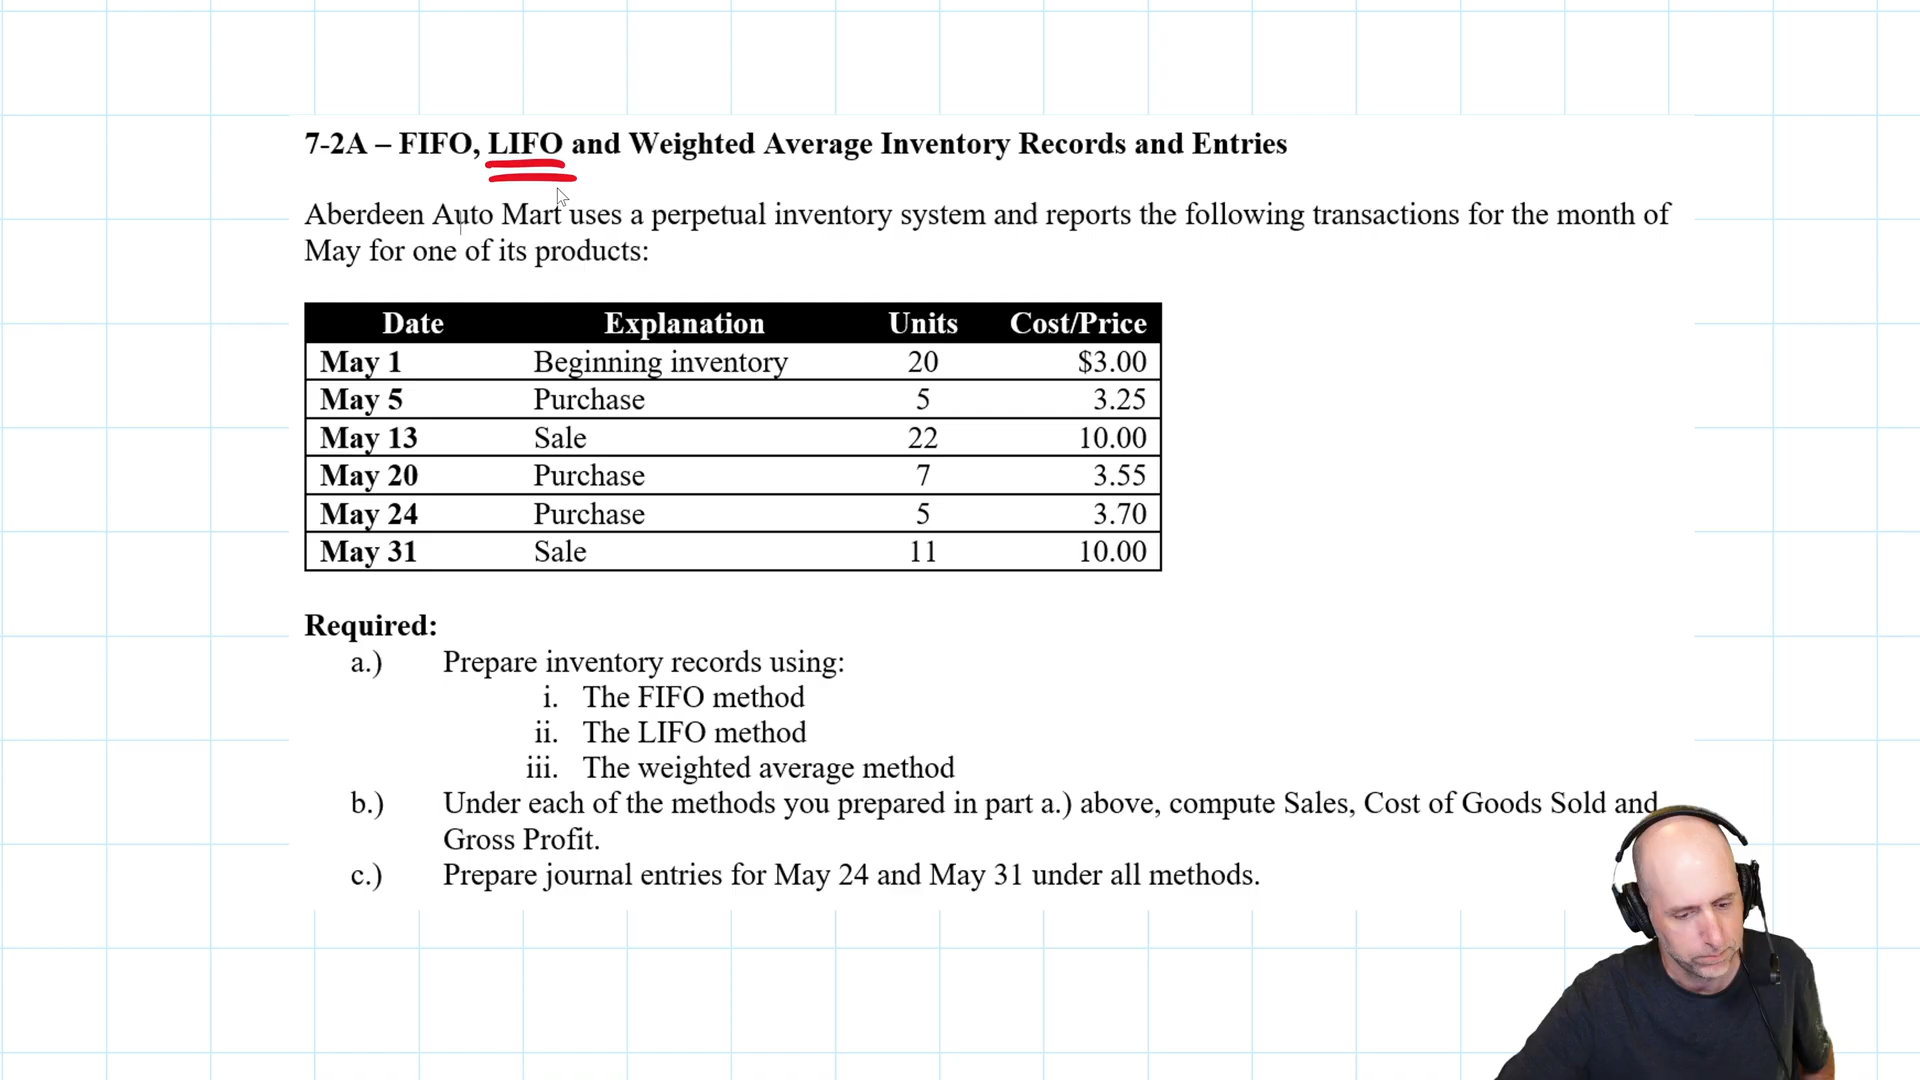 7-2A – FIFO, LIFO and Weighted Average Inventory Records and Entries
Aberdeen Auto Mart uses a perpetual inventory system and reports the following transactions for the month of
May for one of its products:
Date Explanation Units Cost/Price
May 1 Beginning inventory 20 $3.00
May 5 Purchase 5 3.25
May 13 Sale 22 10.00
May 20 Purchase 7 3.55
May 24 Purchase 5 3.70
May 31 Sale 11 10.00
Required:
a.) Prepare inventory records using:
i. The FIFO method
ii. The LIFO method
iii. The weighted average method
b.) Under each of the methods you prepared in part a.) above, compute Sales, Cost of Goods Sold and
Gross Profit.
c.) Prepare journal entries for May 24 and May 31 under all methods.